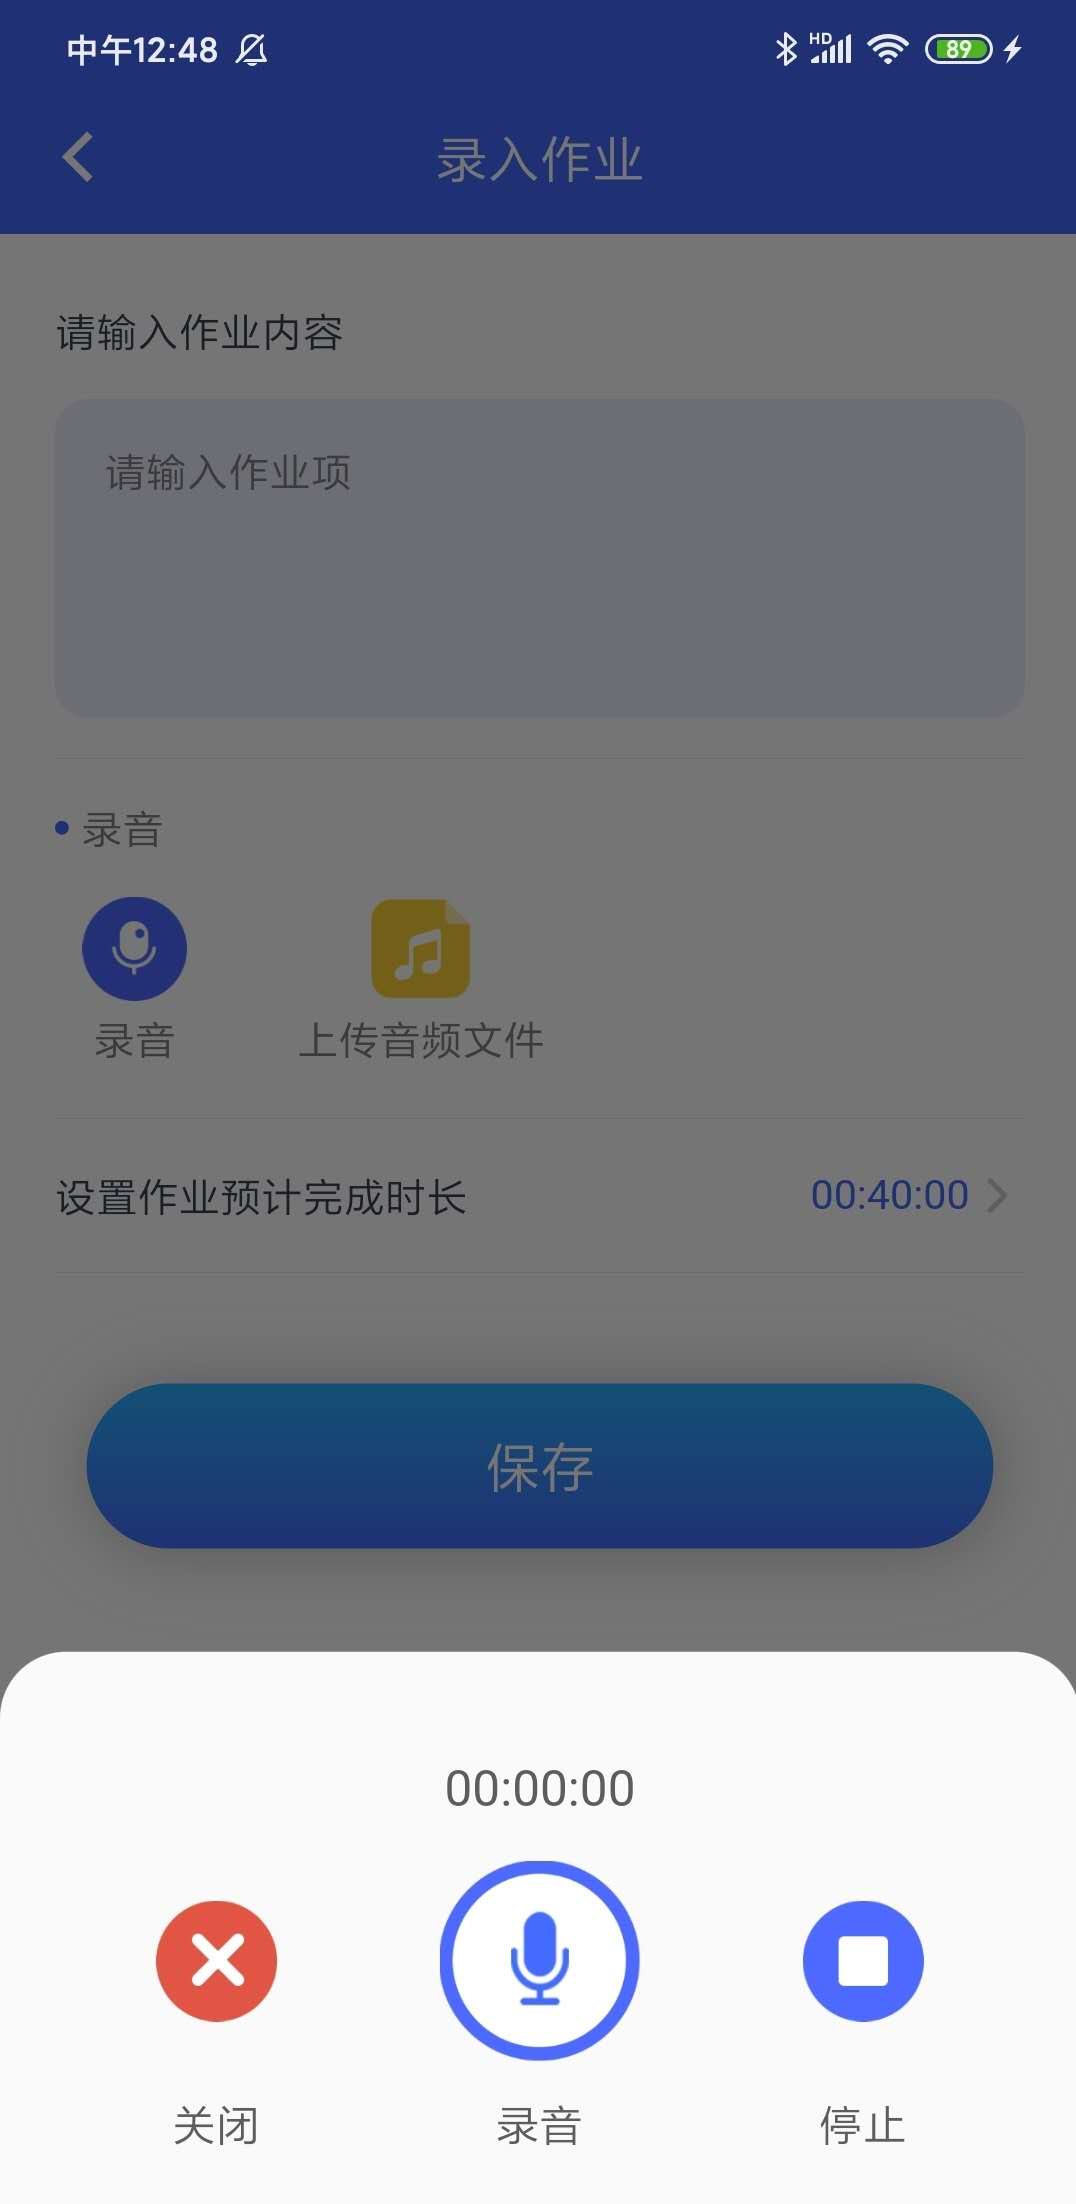 中午12:48 HD 89
录入作业
请输入作业内容
请输入作业项
录音
录音 上传音频文件
设置作业预计完成时长 00:40:00
保存
00:00:00
关闭 录音 停止